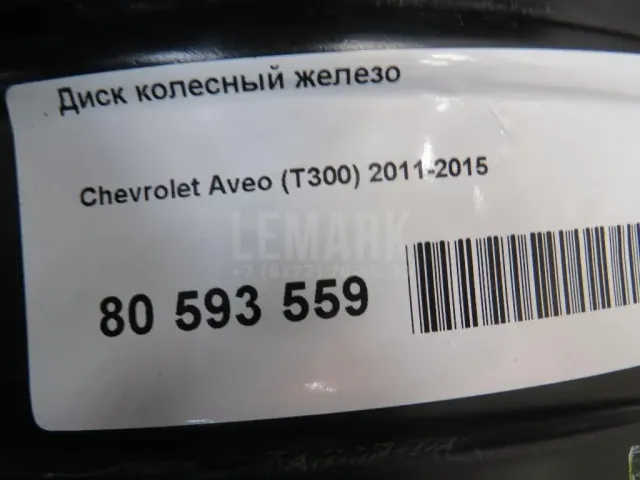 Диск колесный железо
Chevrolet Aveo (T300) 2011-2015
LEMARK
80 593 559